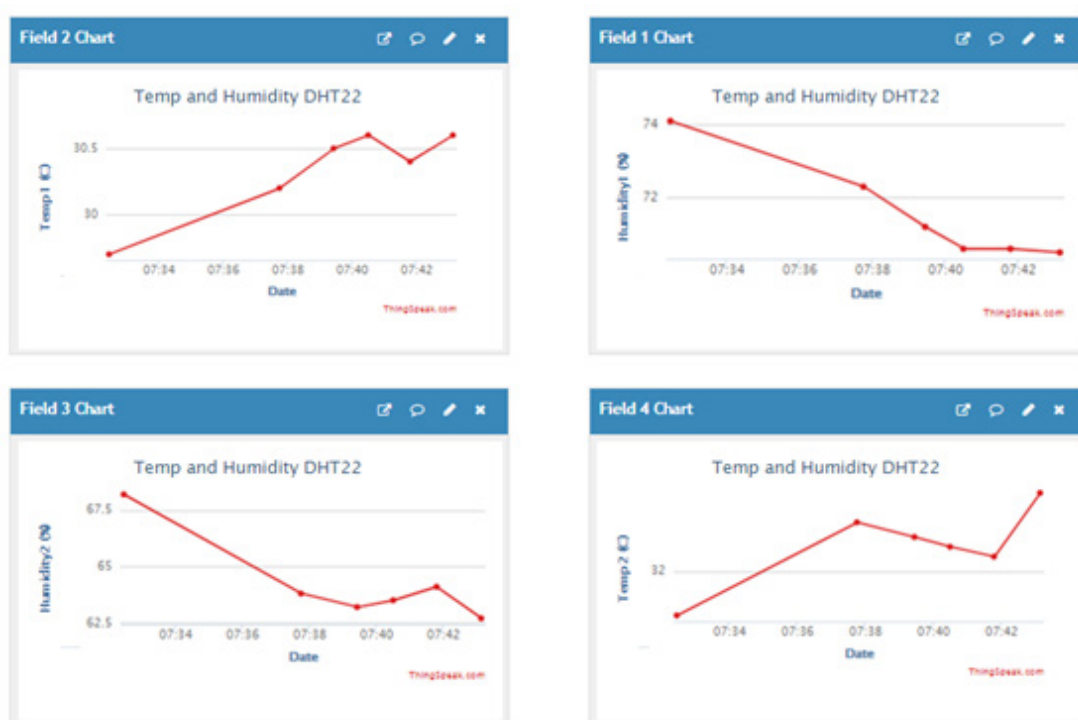 Field 2 Chart
Temp and Humidity DHT22
30.5
30
Temp1 (C)
07:34 07:36 07:38 07:40 07:42
Date
ThingSpeak.com
Field 1 Chart
Temp and Humidity DHT22
74
72
Humidity1 (%)
07:34 07:36 07:38 07:40 07:42
Date
ThingSpeak.com
Field 3 Chart
Temp and Humidity DHT22
67.5
65
62.5
Humidity2 (%)
07:34 07:36 07:38 07:40 07:42
Date
ThingSpeak.com
Field 4 Chart
Temp and Humidity DHT22
32
Temp 2 (C)
07:34 07:36 07:38 07:40 07:42
Date
ThingSpeak.com